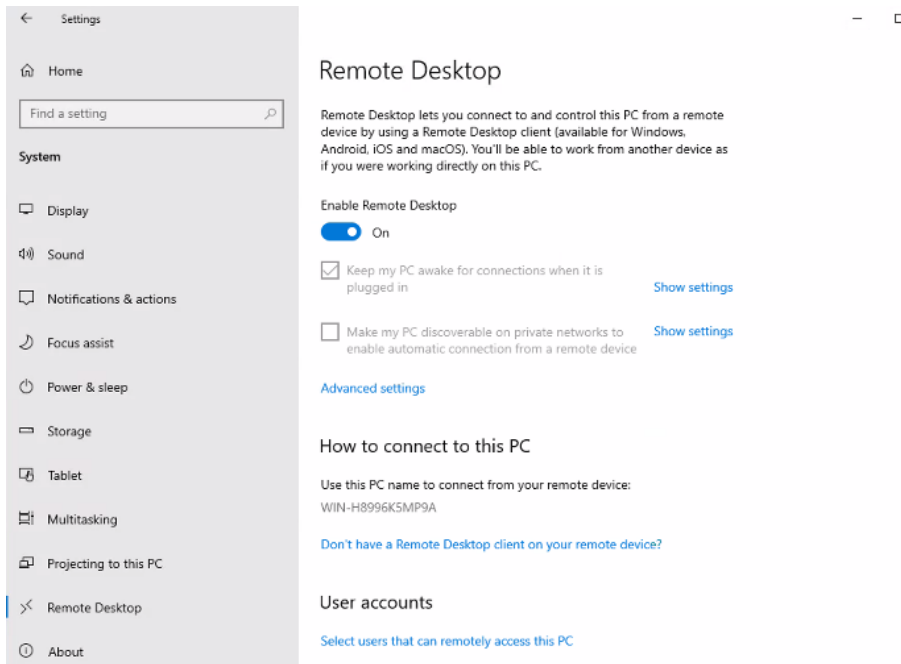 Settings
Home
Find a setting
System
Display
Sound
Notifications & actions
Focus assist
Power & sleep
Storage
Tablet
Multitasking
Projecting to this PC
Remote Desktop
About
Remote Desktop
Remote Desktop lets you connect to and control this PC from a remote
device by using a Remote Desktop client (available for Windows,
Android, iOS and macOS). You'll be able to work from another device as
if you were working directly on this PC.
Enable Remote Desktop
On
Keep my PC awake for connections when it is
plugged in
Show settings
Make my PC discoverable on private networks to
enable automatic connection from a remote device
Show settings
Advanced settings
How to connect to this PC
Use this PC name to connect from your remote device:
WIN-H8996K5MP9A
Don't have a Remote Desktop client on your remote device?
User accounts
Select users that can remotely access this PC